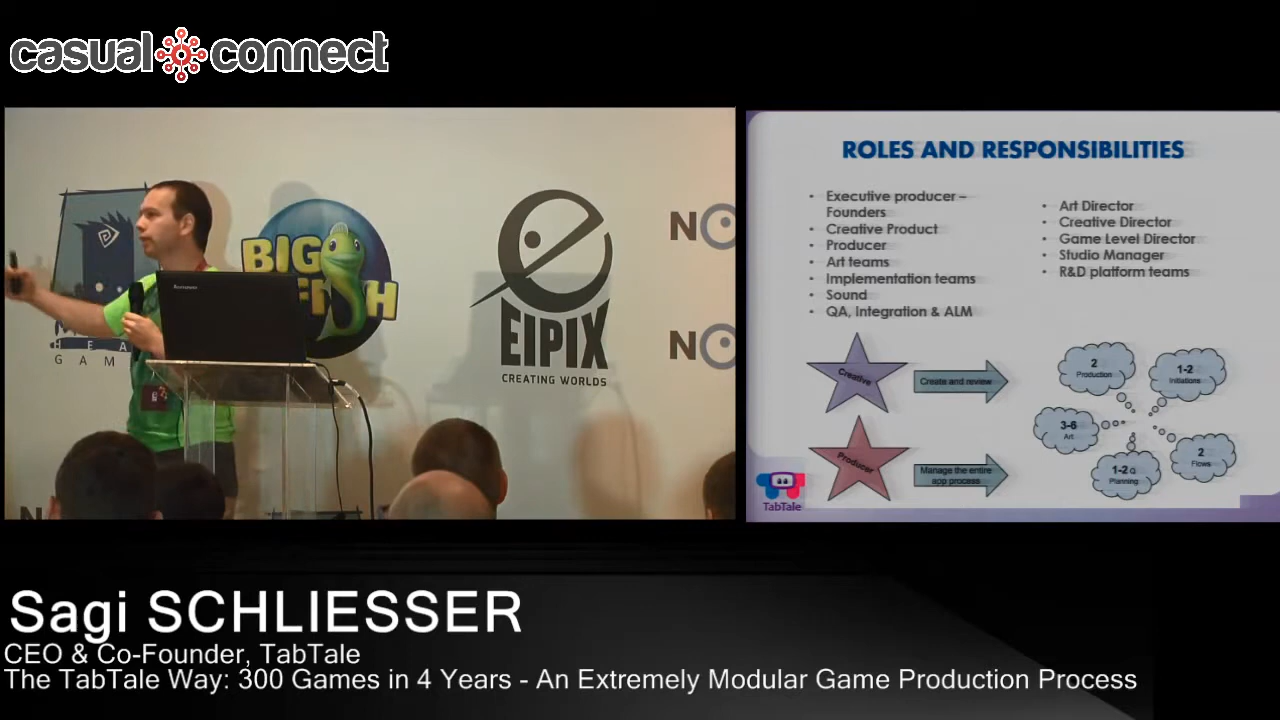 casual connect
BIG
FISH
EIPIX
CREATING WORLDS
GAM
NO
NO
N
Lenovo
ROLES AND RESPONSIBILITIES
• Executive producer –
Founders
• Creative Product
• Producer
• Art teams
• Implementation teams
• Sound
• QA, Integration & ALM
• Art Director
• Creative Director
• Game Level Director
• Studio Manager
• R&D platform teams
Creative
Create and review
Producer
Manage the entire
app process
2
Production
1-2
Initiations
3-6
Art
2
Flows
1-2
Planning
TabTale
Sagi SCHLIESSER
CEO & Co-Founder, TabTale
The TabTale Way: 300 Games in 4 Years - An Extremely Modular Game Production Process